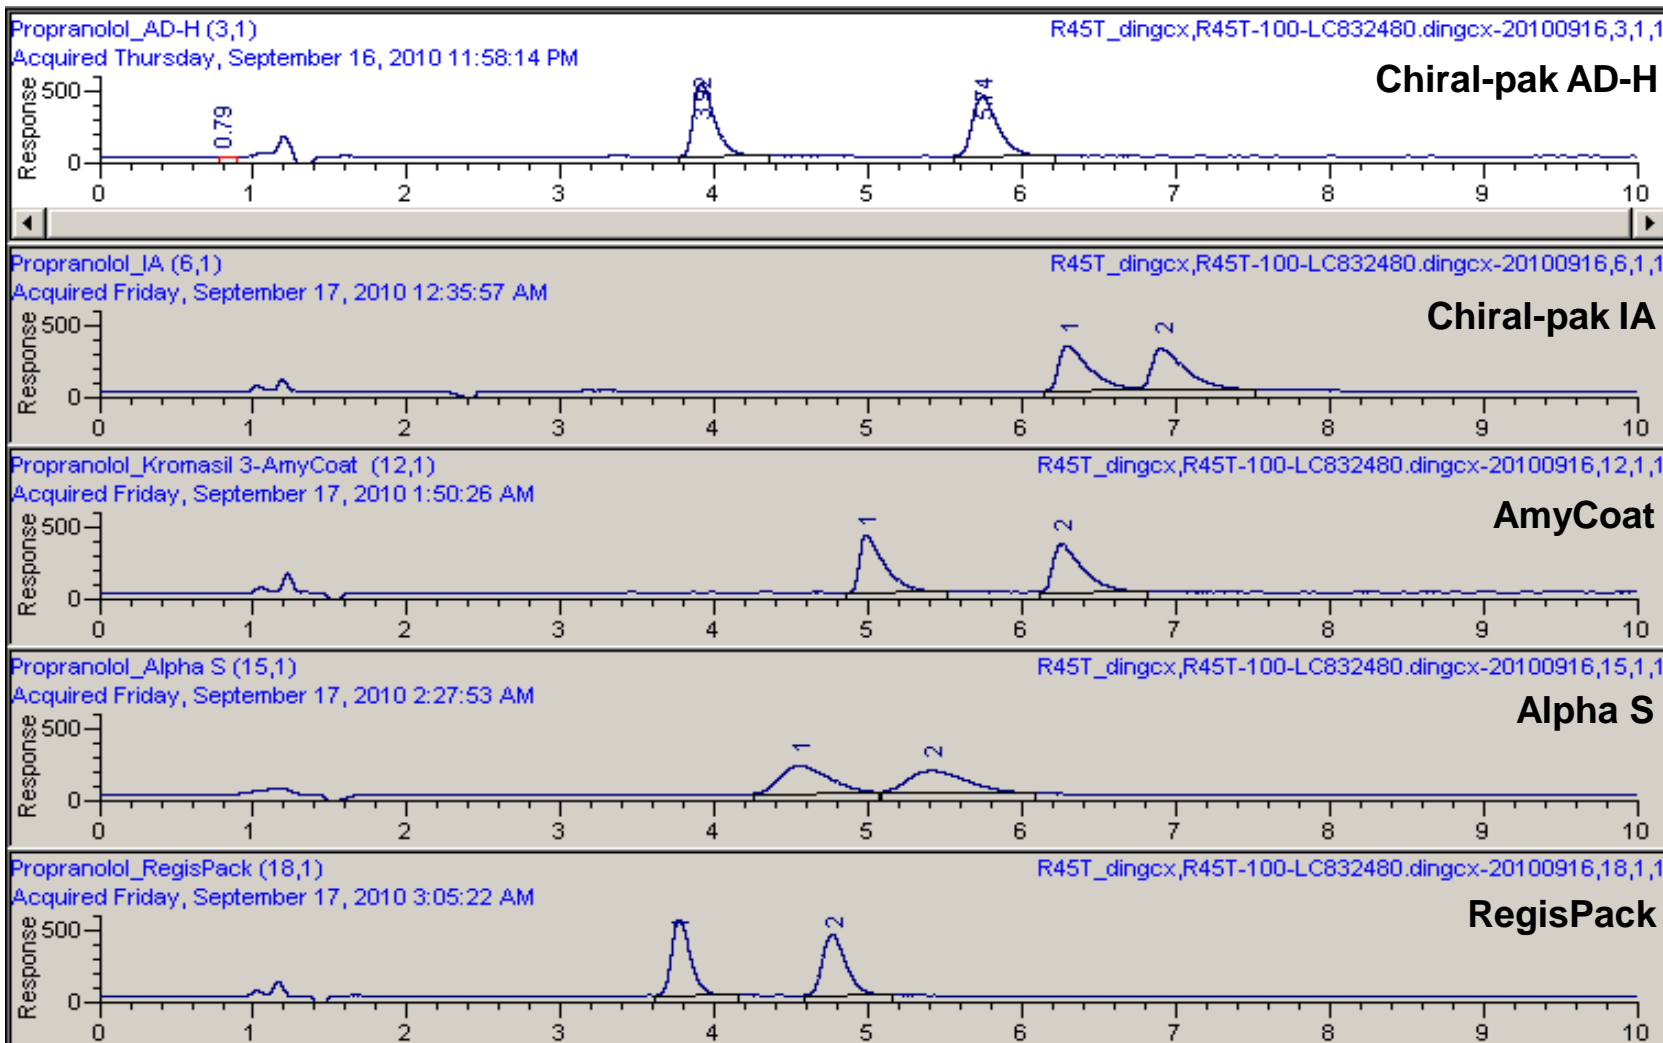 Propranolol_AD-H (3,1) R45T_dingcx,R45T-100-LC832480.dingcx-20100916,3,1,1
Acquired Thursday, September 16, 2010 11:58:14 PM
Chiral-pak AD-H
Response
500
0
0.79
3.92
5.74
0 1 2 3 4 5 6 7 8 9 10
Propranolol_IA (6,1) R45T_dingcx,R45T-100-LC832480.dingcx-20100916,6,1,1
Acquired Friday, September 17, 2010 12:35:57 AM
Chiral-pak IA
Response
500
0
1 2
0 1 2 3 4 5 6 7 8 9 10
Propranolol_Kromasil 3-AmyCoat (12,1) R45T_dingcx,R45T-100-LC832480.dingcx-20100916,12,1,1
Acquired Friday, September 17, 2010 1:50:26 AM
AmyCoat
Response
500
0
1 2
0 1 2 3 4 5 6 7 8 9 10
Propranolol_Alpha S (15,1) R45T_dingcx,R45T-100-LC832480.dingcx-20100916,15,1,1
Acquired Friday, September 17, 2010 2:27:53 AM
Alpha S
Response
500
0
1 2
0 1 2 3 4 5 6 7 8 9 10
Propranolol_RegisPack (18,1) R45T_dingcx,R45T-100-LC832480.dingcx-20100916,18,1,1
Acquired Friday, September 17, 2010 3:05:22 AM
RegisPack
Response
500
0
1 2
0 1 2 3 4 5 6 7 8 9 10